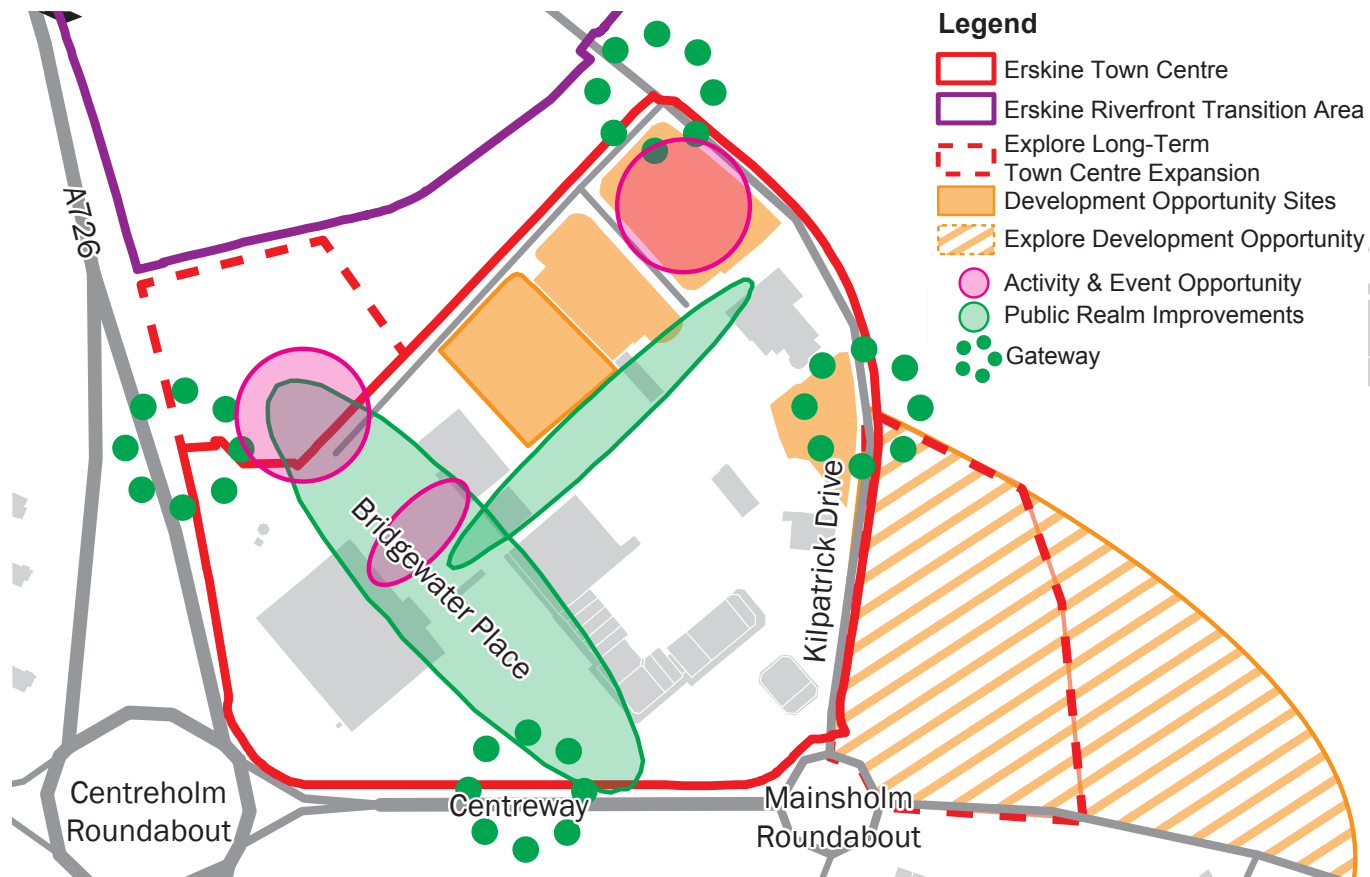 Legend
Erskine Town Centre
Erskine Riverfront Transition Area
Explore Long-Term
Town Centre Expansion
Development Opportunity Sites
Explore Development Opportunity
Activity & Event Opportunity
Public Realm Improvements
Gateway
A726
Bridgewater Place
Kilpatrick Drive
Centreholm
Roundabout
Centreway
Mainsholm
Roundabout